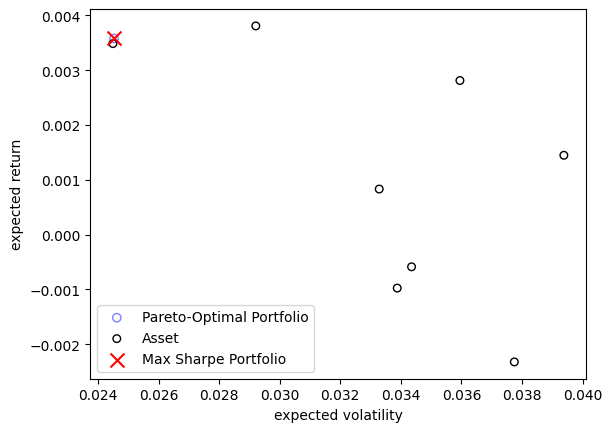 0.004
0.003
0.002
0.001
0.000
−0.001
−0.002
expected return
Pareto-Optimal Portfolio
Asset
Max Sharpe Portfolio
0.024 0.026 0.028 0.030 0.032 0.034 0.036 0.038 0.040
expected volatility